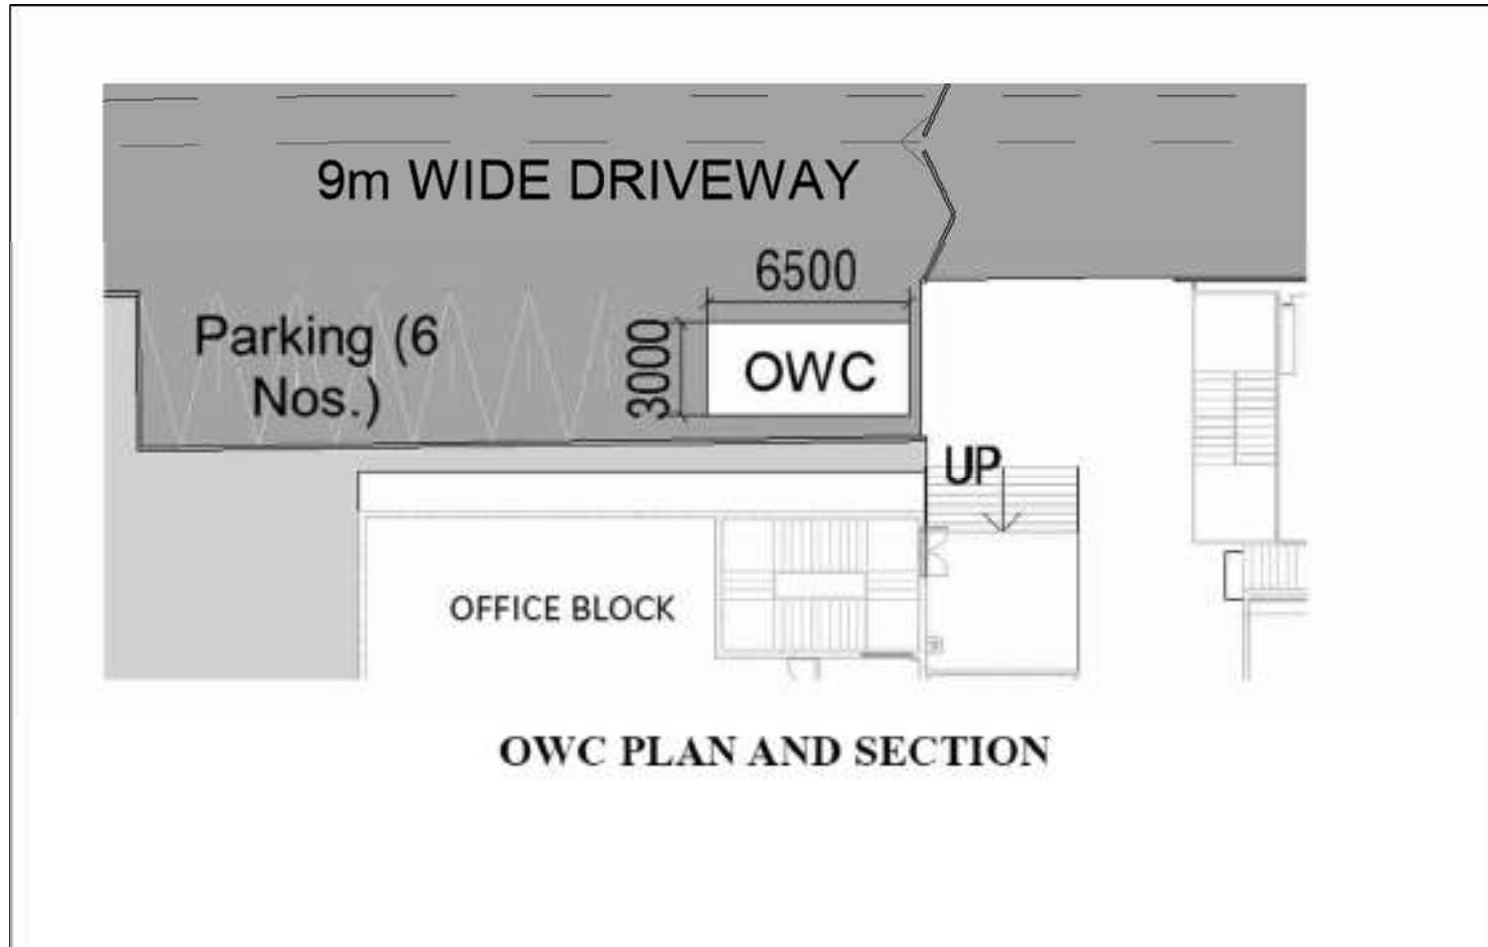 9m WIDE DRIVEWAY
6500
Parking (6
Nos.)
3000
OWC
UP
OFFICE BLOCK
OWC PLAN AND SECTION